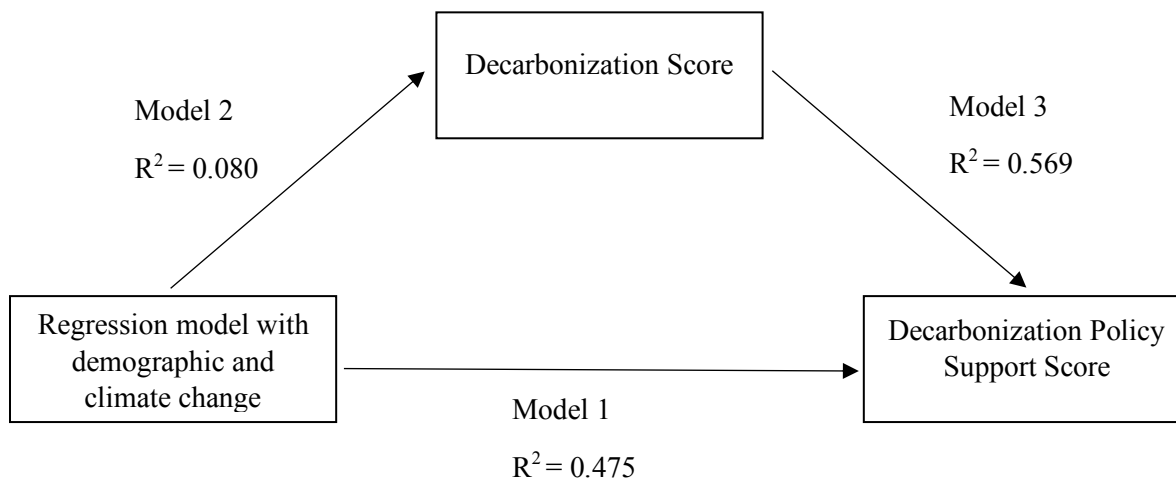 Decarbonization Score
Model 2
R² = 0.080
Model 3
R² = 0.569
Regression model with
demographic and
climate change
Decarbonization Policy
Support Score
Model 1
R² = 0.475